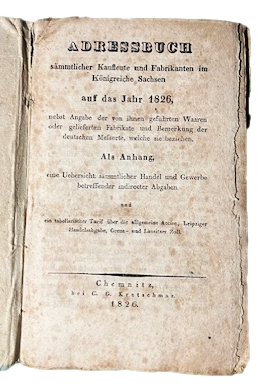 ADRESSBUCH
sämmtlicher Kaufleute und Fabrikanten im
Königreiche Sachsen
auf das Jahr 1826,
nebst Angabe der von ihnen geführten Waaren
oder gelieferten Fabrikate und Bemerkung der
deutschen Messorte, welche sie beziehen.
Als Anhang.
eine Uebersicht sämmtlicher Handel und Gewerbe
betreffender indirecter Abgaben
und
ein tabellarischer Tarif über die allgemeine Accise, Leipziger
Handelsabgabe, Grenz- und Lausitzer Zoll.
Chemnitz,
bei C. G. Kretschmar.
1826.